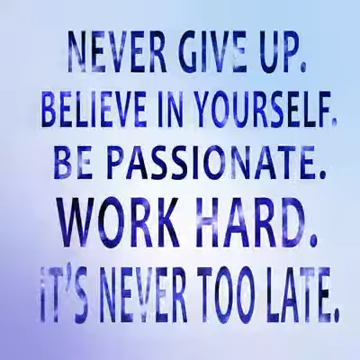 NEVER GIVE UP.
BELIEVE IN YOURSELF.
BE PASSIONATE.
WORK HARD.
IT'S NEVER TOO LATE.